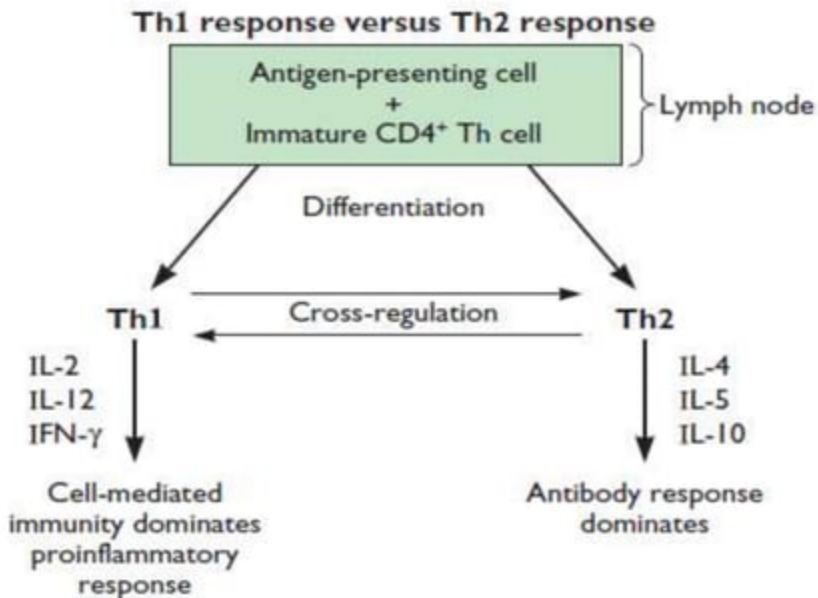 Th1 response versus Th2 response
Antigen-presenting cell
+
Immature CD4⁺ Th cell
Lymph node
Differentiation
Th1
Cross-regulation
Th2
IL-2
IL-12
IFN-γ
IL-4
IL-5
IL-10
Cell-mediated
immunity dominates
proinflammatory
response
Antibody response
dominates